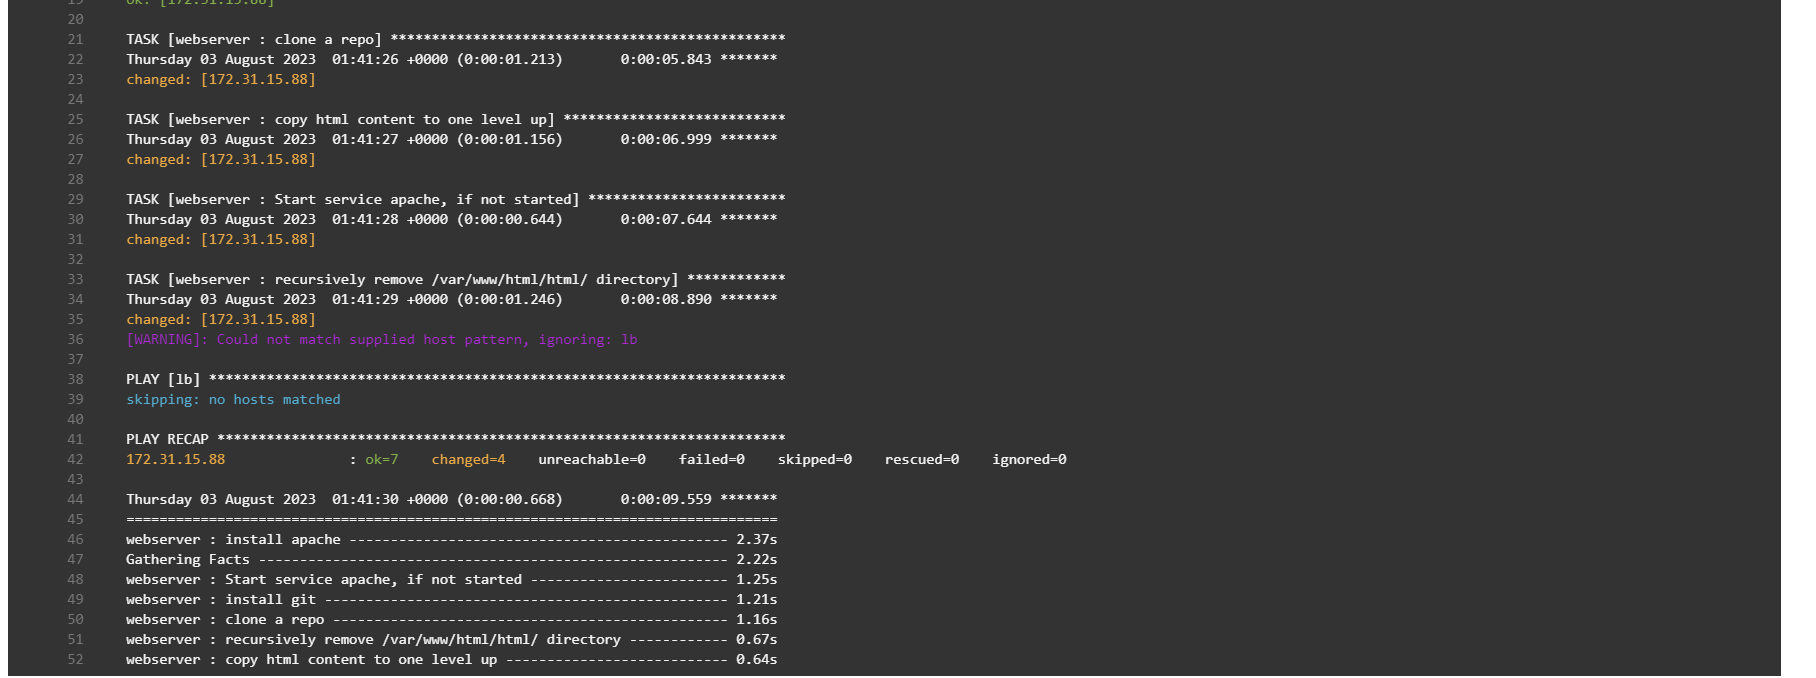 19 ok: [172.31.15.88]
20
21 TASK [webserver : clone a repo] ************************************************
22 Thursday 03 August 2023  01:41:26 +0000 (0:00:01.213)       0:00:05.843 *******
23 changed: [172.31.15.88]
24
25 TASK [webserver : copy html content to one level up] ***************************
26 Thursday 03 August 2023  01:41:27 +0000 (0:00:01.156)       0:00:06.999 *******
27 changed: [172.31.15.88]
28
29 TASK [webserver : Start service apache, if not started] ************************
30 Thursday 03 August 2023  01:41:28 +0000 (0:00:00.644)       0:00:07.644 *******
31 changed: [172.31.15.88]
32
33 TASK [webserver : recursively remove /var/www/html/html/ directory] ************
34 Thursday 03 August 2023  01:41:29 +0000 (0:00:01.246)       0:00:08.890 *******
35 changed: [172.31.15.88]
36 [WARNING]: Could not match supplied host pattern, ignoring: lb
37
38 PLAY [lb] **********************************************************************
39 skipping: no hosts matched
40
41 PLAY RECAP *********************************************************************
42 172.31.15.88               : ok=7    changed=4    unreachable=0    failed=0    skipped=0    rescued=0    ignored=0
43
44 Thursday 03 August 2023  01:41:30 +0000 (0:00:00.668)       0:00:09.559 *******
45 ===============================================================================
46 webserver : install apache ---------------------------------------------- 2.37s
47 Gathering Facts --------------------------------------------------------- 2.22s
48 webserver : Start service apache, if not started ------------------------ 1.25s
49 webserver : install git ------------------------------------------------- 1.21s
50 webserver : clone a repo ------------------------------------------------ 1.16s
51 webserver : recursively remove /var/www/html/html/ directory ------------ 0.67s
52 webserver : copy html content to one level up --------------------------- 0.64s